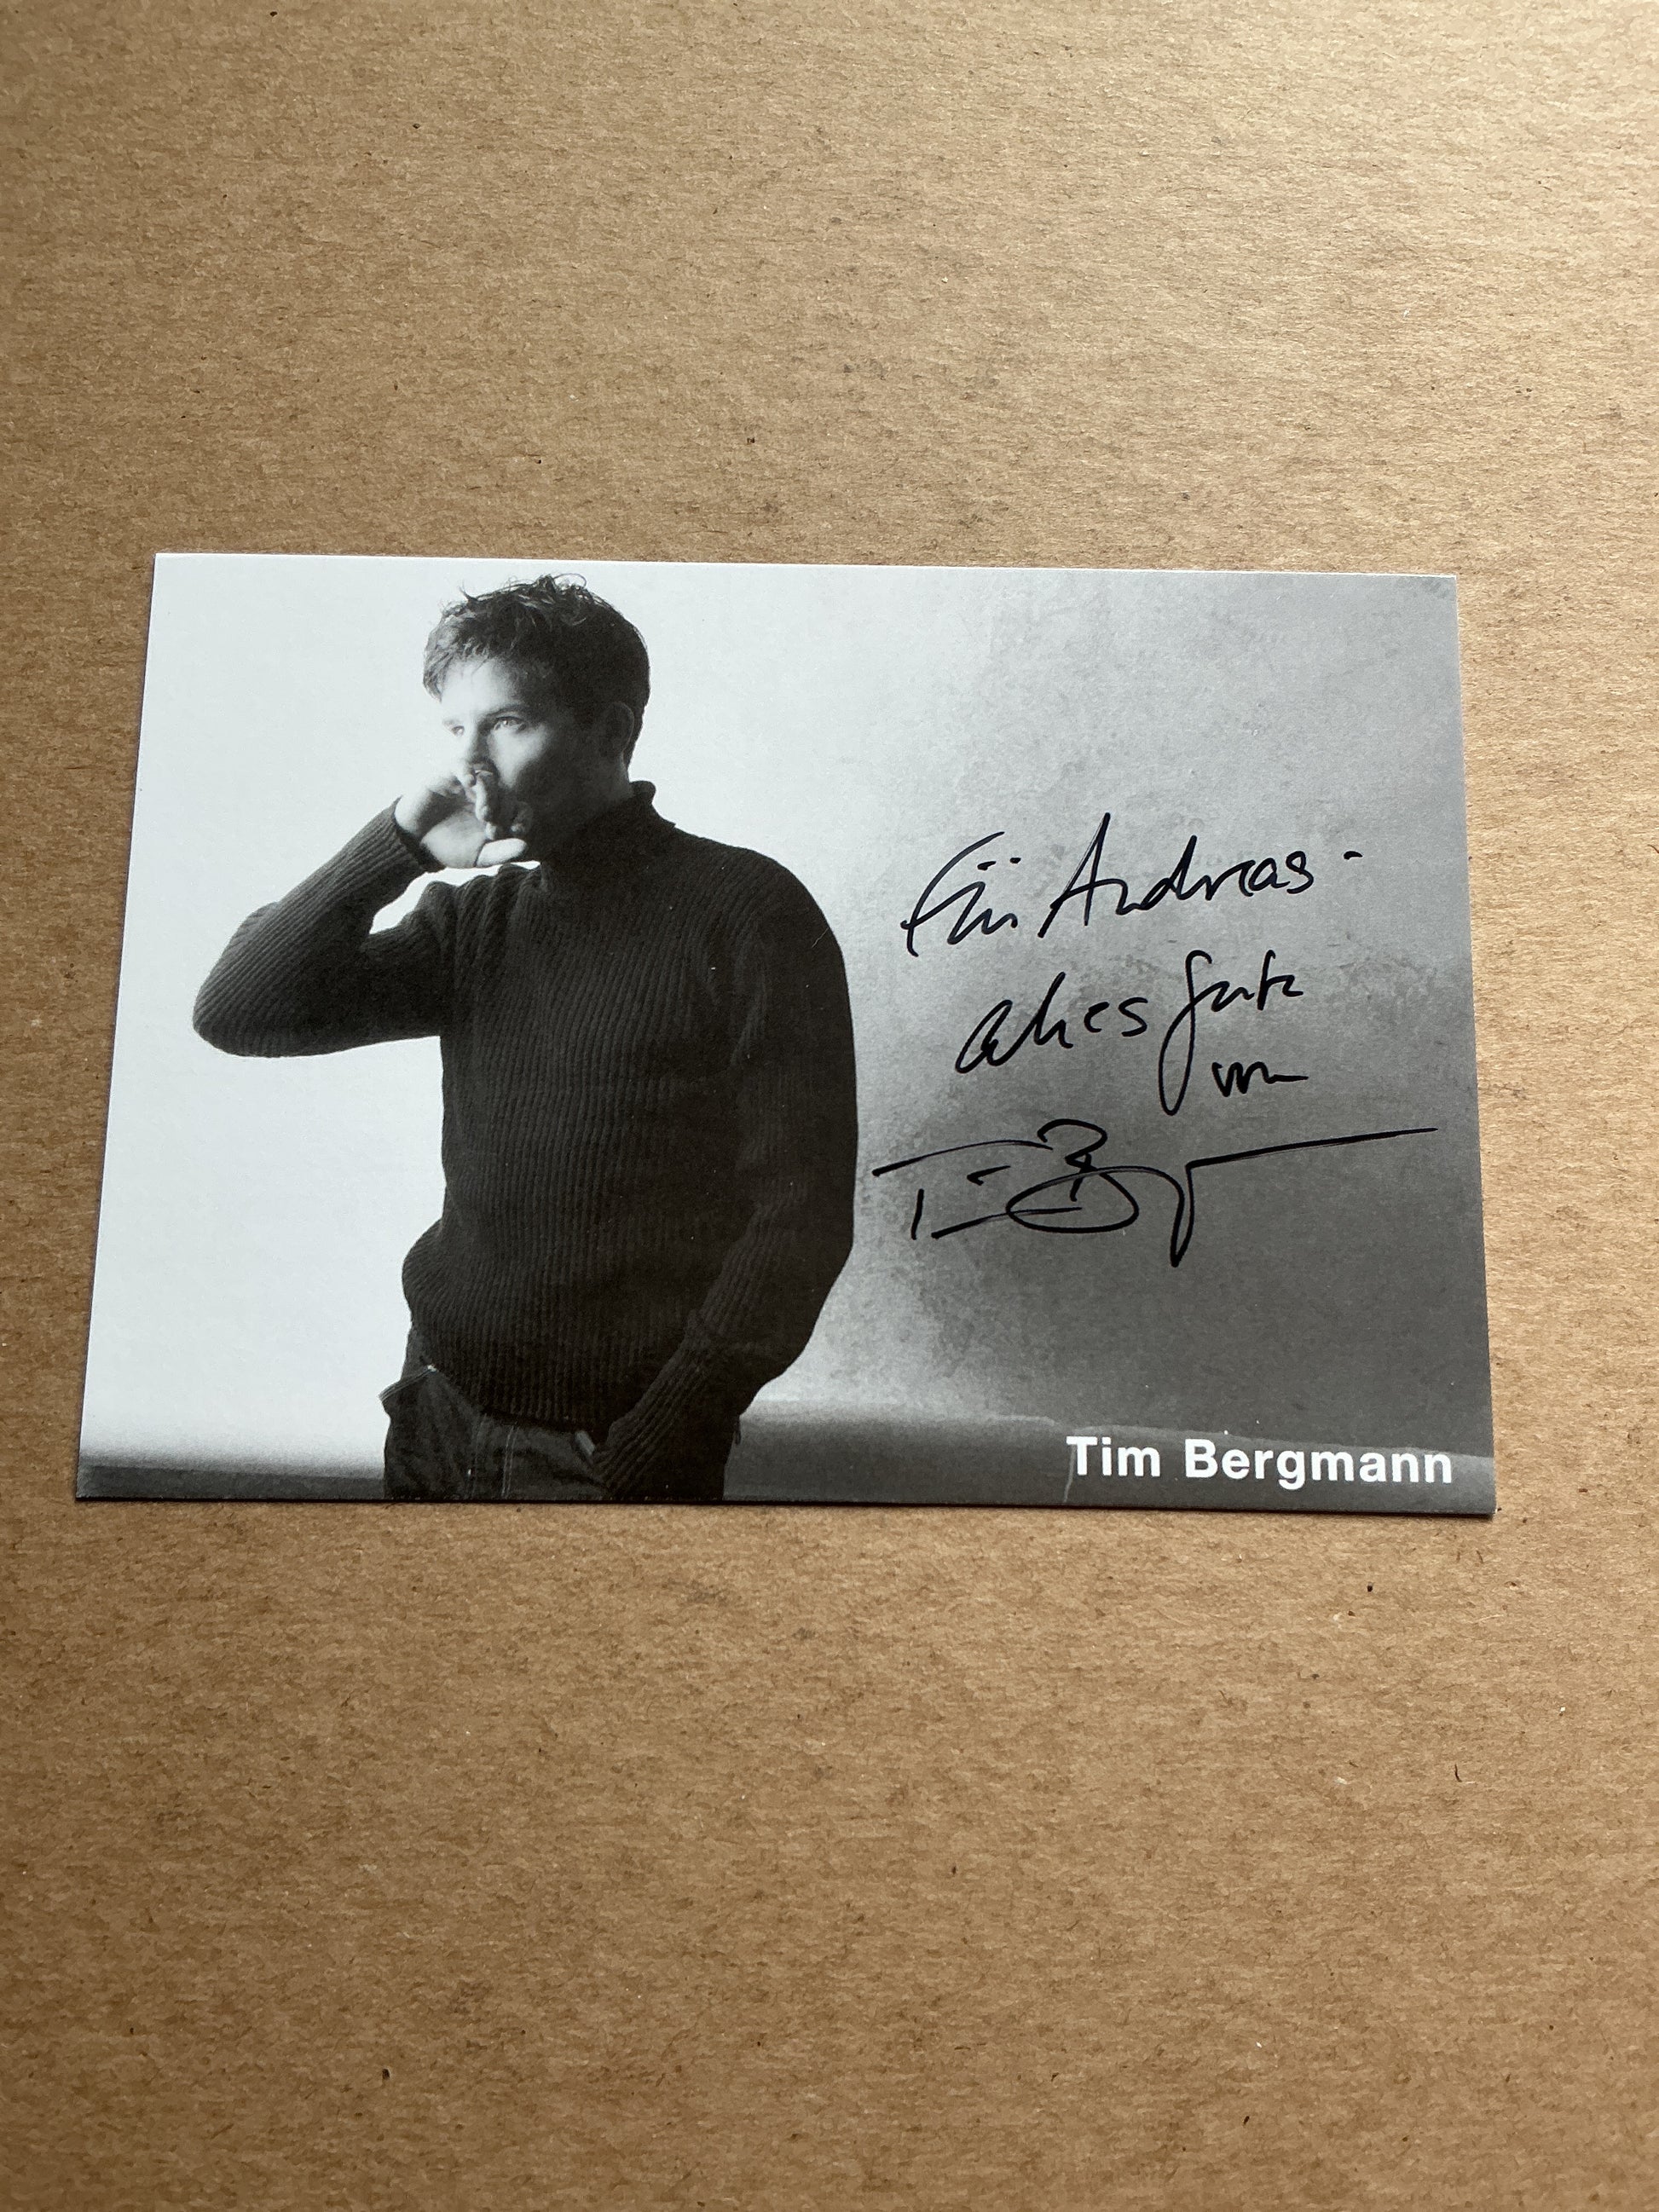 Für Andreas -
alles Gute
von
Tim Bergmann